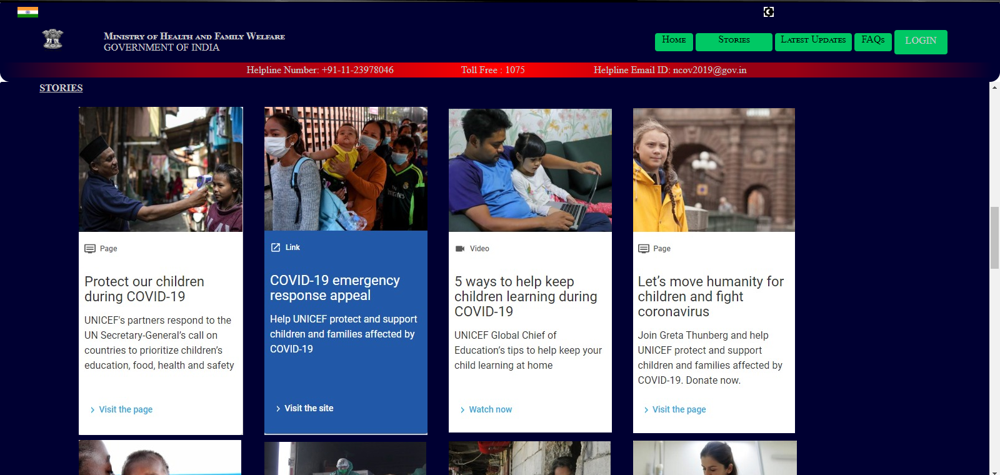 Ministry of Health and Family Welfare
GOVERNMENT OF INDIA
Home
Stories
Latest Updates
FAQs
LOGIN
Helpline Number: +91-11-23978046
Toll Free : 1075
Helpline Email ID: ncov2019@gov.in
STORIES
Page
Protect our children
during COVID-19
UNICEF's partners respond to the
UN Secretary-General’s call on
countries to prioritize children’s
education, food, health and safety
Visit the page
Link
COVID-19 emergency
response appeal
Help UNICEF protect and support
children and families affected by
COVID-19
Visit the site
Video
5 ways to help keep
children learning during
COVID-19
UNICEF Global Chief of
Education’s tips to help keep your
child learning at home
Watch now
Page
Let’s move humanity for
children and fight
coronavirus
Join Greta Thunberg and help
UNICEF protect and support
children and families affected by
COVID-19. Donate now.
Visit the page